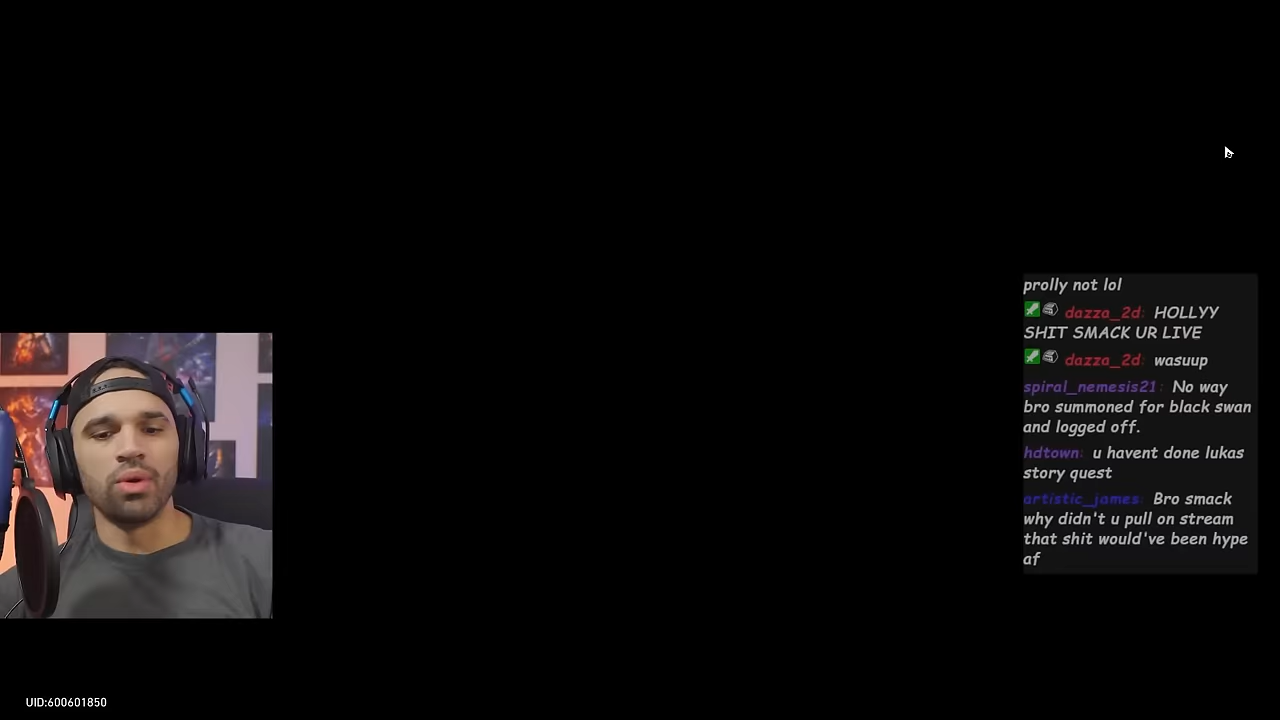 prolly not lol
dazza_2d: HOLLYY
SHIT SMACK UR LIVE
dazza_2d: wasuup
spiral_nemesis21: No way
bro summoned for black swan
and logged off.
hdtown: u havent done lukas
story quest
artistic_james: Bro smack
why didn't u pull on stream
that shit would've been hype
af
UID:600601850